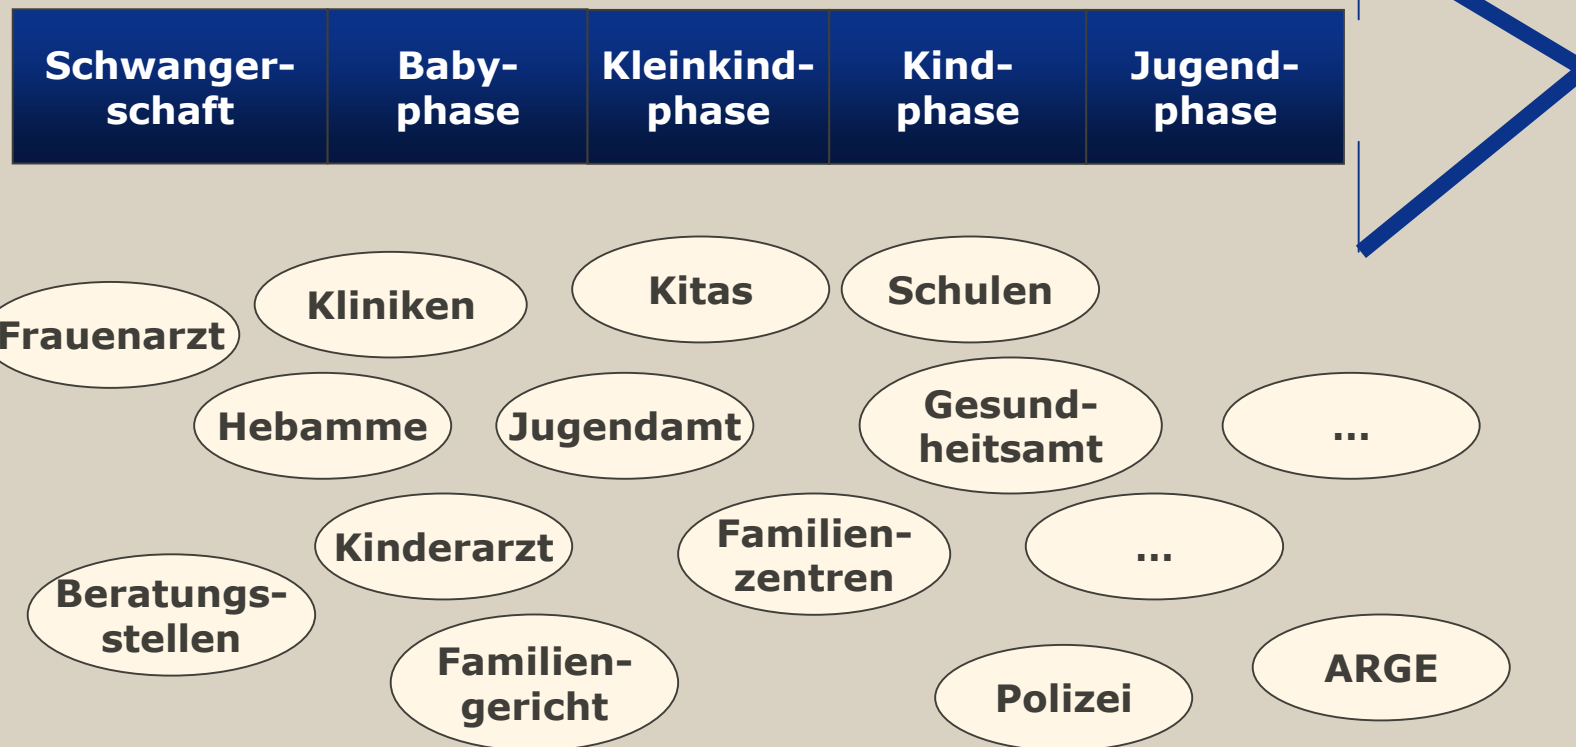 Schwanger-
schaft
Baby-
phase
Kleinkind-
phase
Kind-
phase
Jugend-
phase
Frauenarzt
Kliniken
Kitas
Schulen
Hebamme
Jugendamt
Gesund-
heitsamt
...
Kinderarzt
Familien-
zentren
...
Beratungs-
stellen
Familien-
gericht
Polizei
ARGE